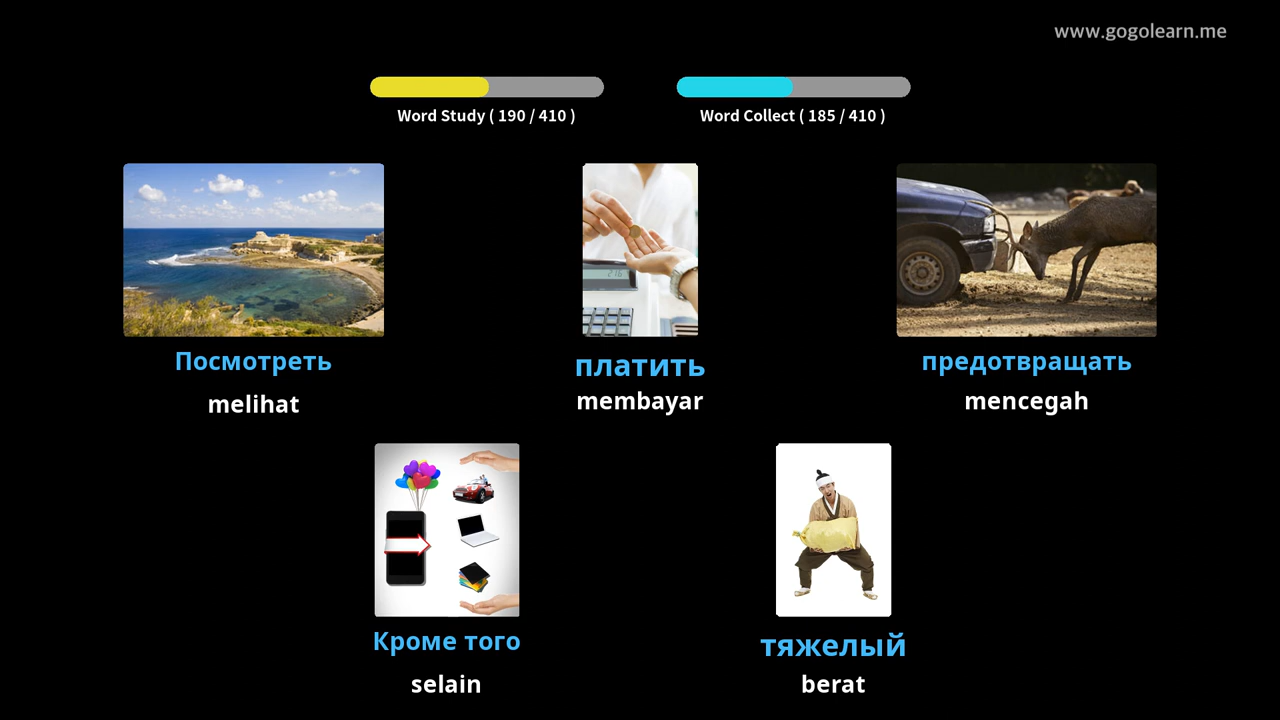 www.gogolearn.me
Word Study ( 190 / 410 )
Word Collect ( 185 / 410 )
Посмотреть
melihat
платить
membayar
предотвращать
mencegah
Кроме того
selain
тяжелый
berat